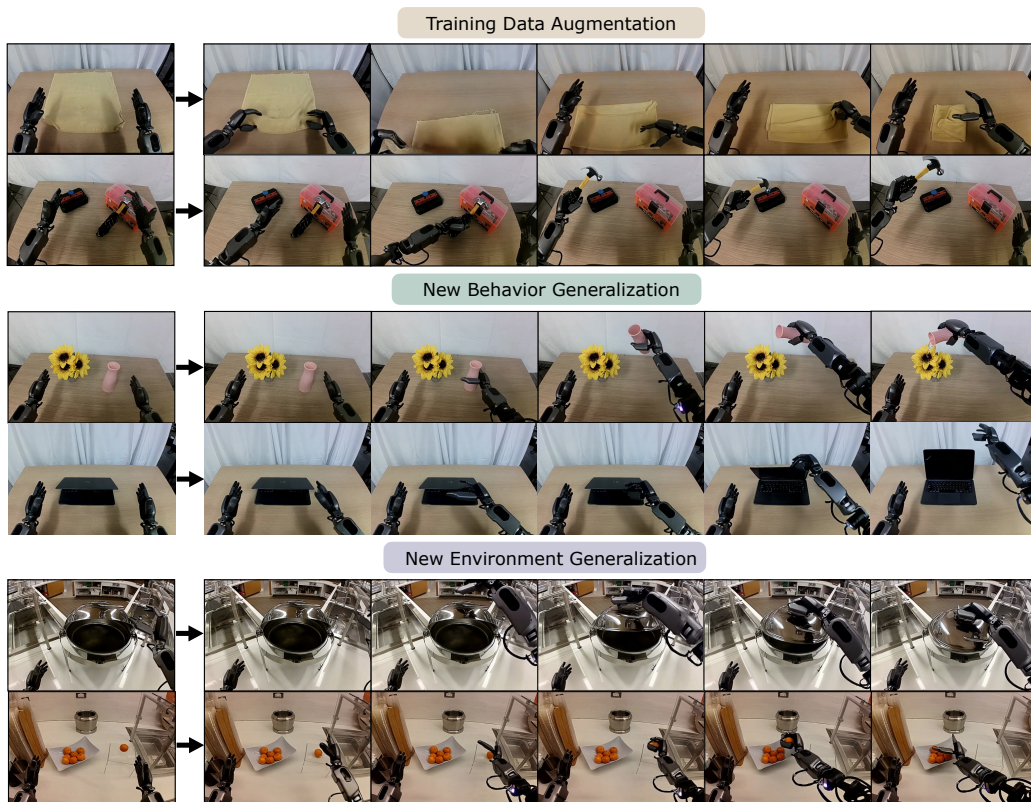 Training Data Augmentation
New Behavior Generalization
New Environment Generalization